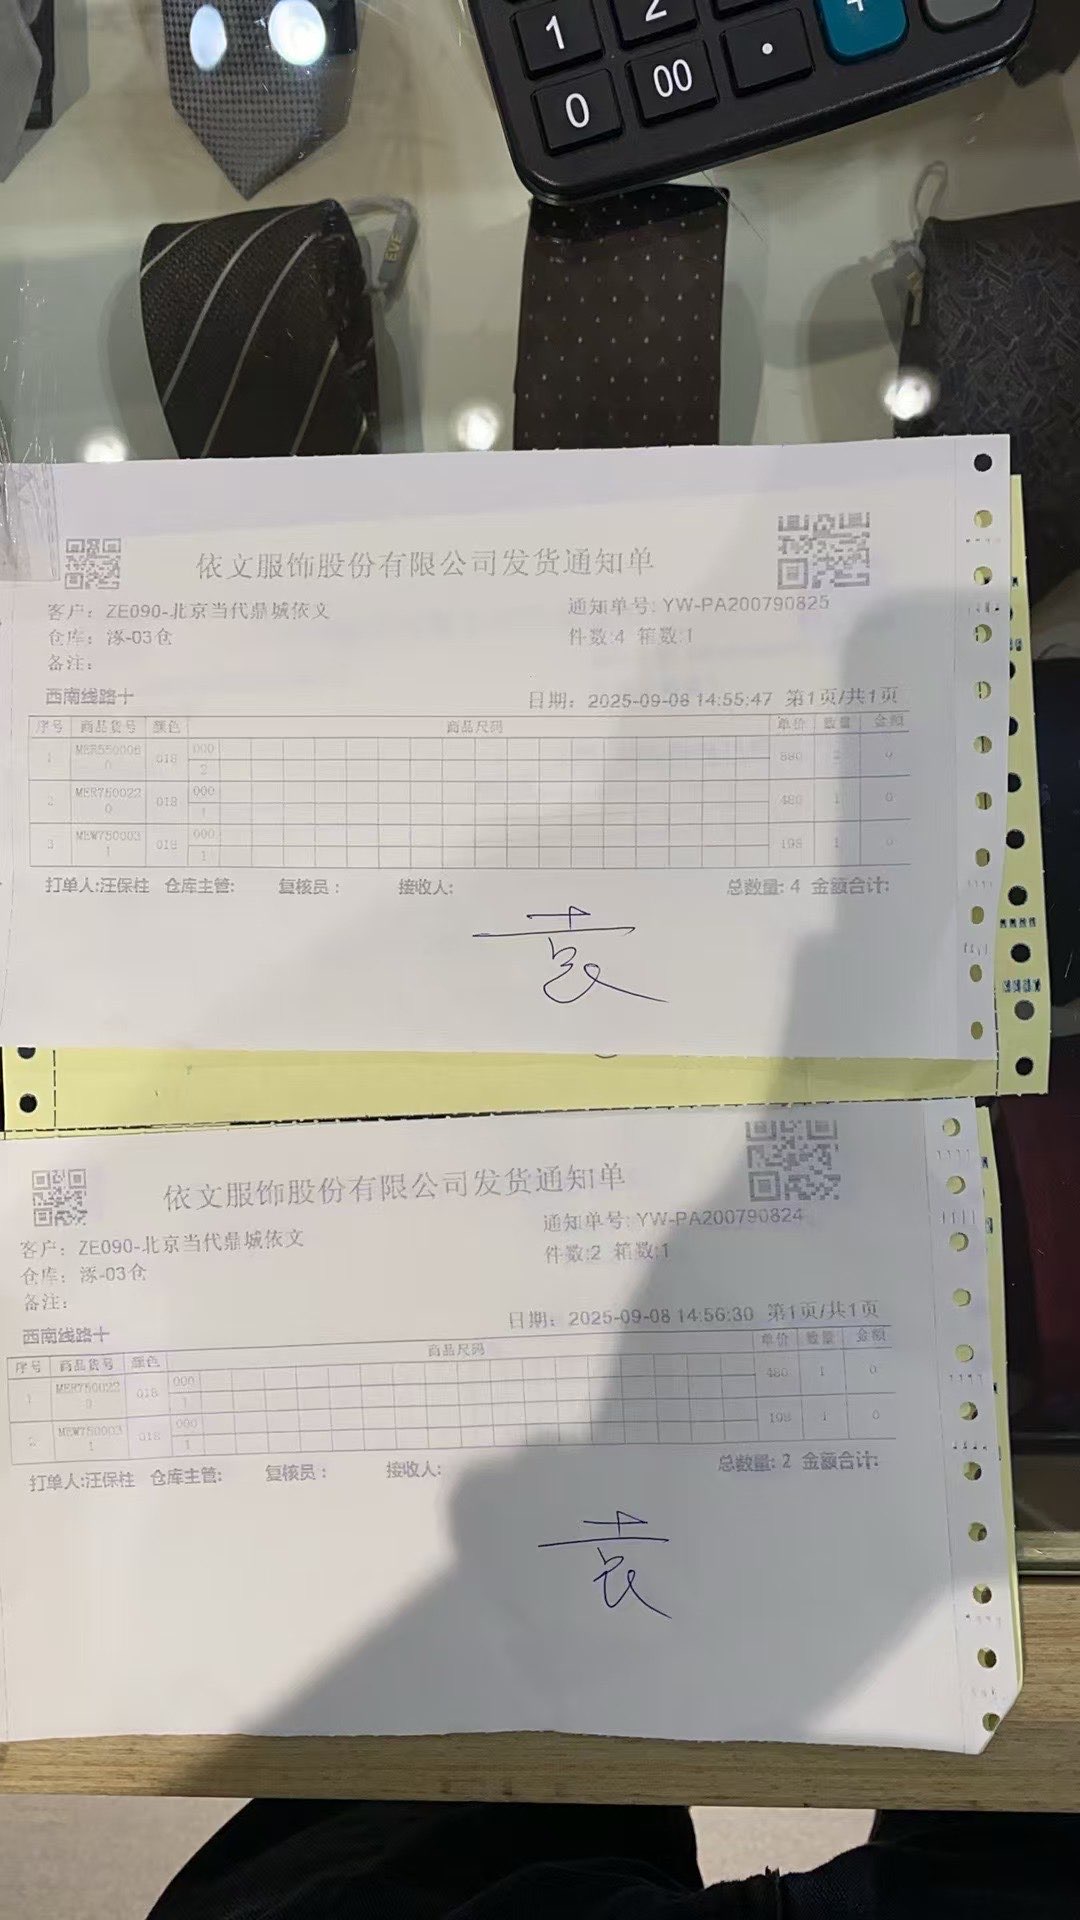 1
2
+
0
00
.
EVE
依文服饰股份有限公司发货通知单
客户：ZE090-北京当代鼎城依文
通知单号: YW-PA200790825
仓库：涿-03仓
件数:4 箱数:1
备注：
西南线路十
日期：2025-09-08 14:55:47 第1页/共1页
序号 商品货号 颜色 商品尺码 单价 数量 金额
1 018 000 2
2 MER7500220 018 000 1 480 1 0
3 MEW7500031 018 000 1 198 1 0
打单人:汪保柱 仓库主管: 复核员： 接收人: 总数量: 4 金额合计:
袁
依文服饰股份有限公司发货通知单
通知单号: YW-PA200790824
客户：ZE090-北京当代鼎城依文
件数:2 箱数:1
仓库：涿-03仓
备注：
日期：2025-09-08 14:56:30 第1页/共1页
西南线路十
序号 商品货号 颜色 商品尺码 单价 数量 金额
1 MER7500220 018 000 1 480 1 0
2 MEW7500031 018 000 1 198 1 0
打单人:汪保柱 仓库主管: 复核员： 接收人: 总数量: 2 金额合计:
袁